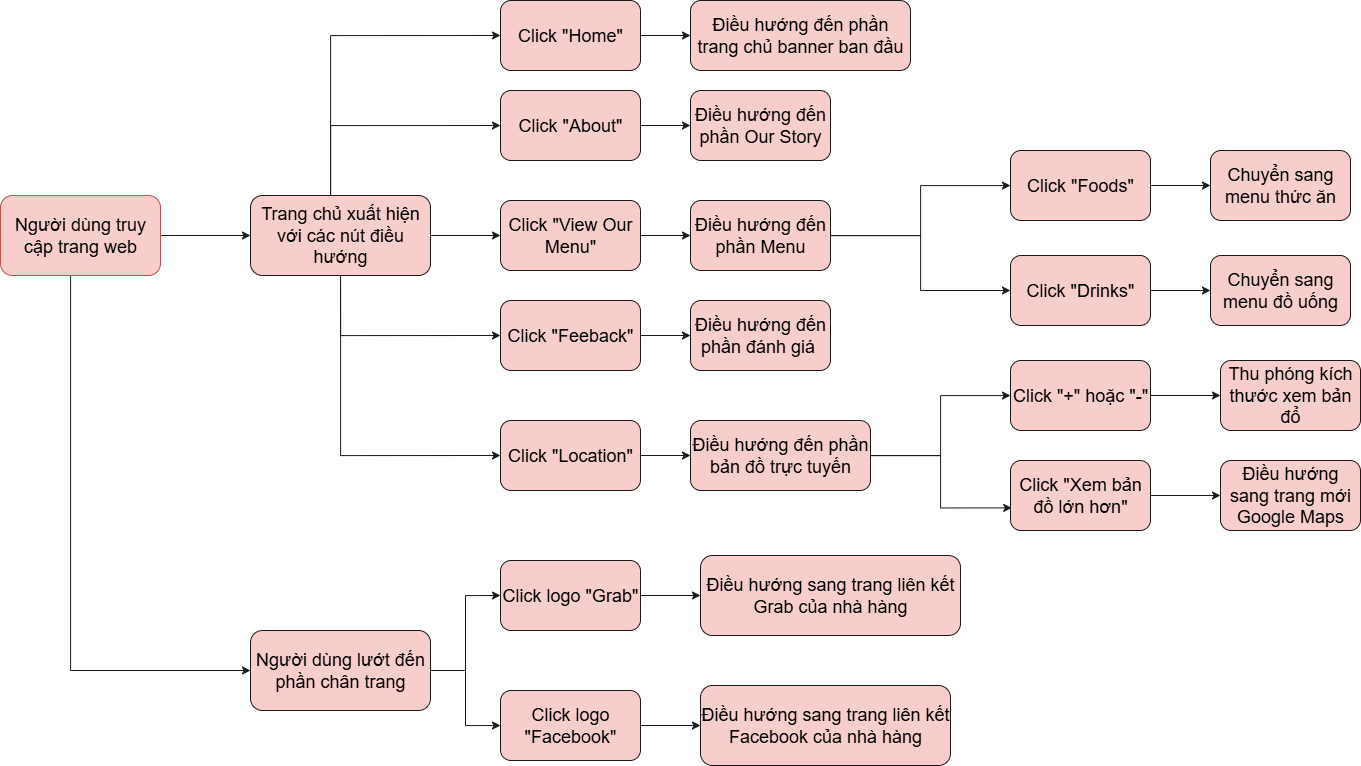 Click "Home"
Điều hướng đến phần
trang chủ banner ban đầu
Click "About"
Điều hướng đến
phần Our Story
Người dùng truy
cập trang web
Trang chủ xuất hiện
với các nút điều
hướng
Click "View Our
Menu"
Điều hướng đến
phần Menu
Click "Foods"
Chuyển sang
menu thức ăn
Click "Drinks"
Chuyển sang
menu đồ uống
Click "Feeback"
Điều hướng đến
phần đánh giá
Click "Location"
Điều hướng đến phần
bản đồ trực tuyến
Click "+" hoặc "-"
Thu phóng kích
thước xem bản
đổ
Click "Xem bản
đồ lớn hơn"
Điều hướng
sang trang mới
Google Maps
Người dùng lướt đến
phần chân trang
Click logo "Grab"
Điều hướng sang trang liên kết
Grab của nhà hàng
Click logo
"Facebook"
Điều hướng sang trang liên kết
Facebook của nhà hàng